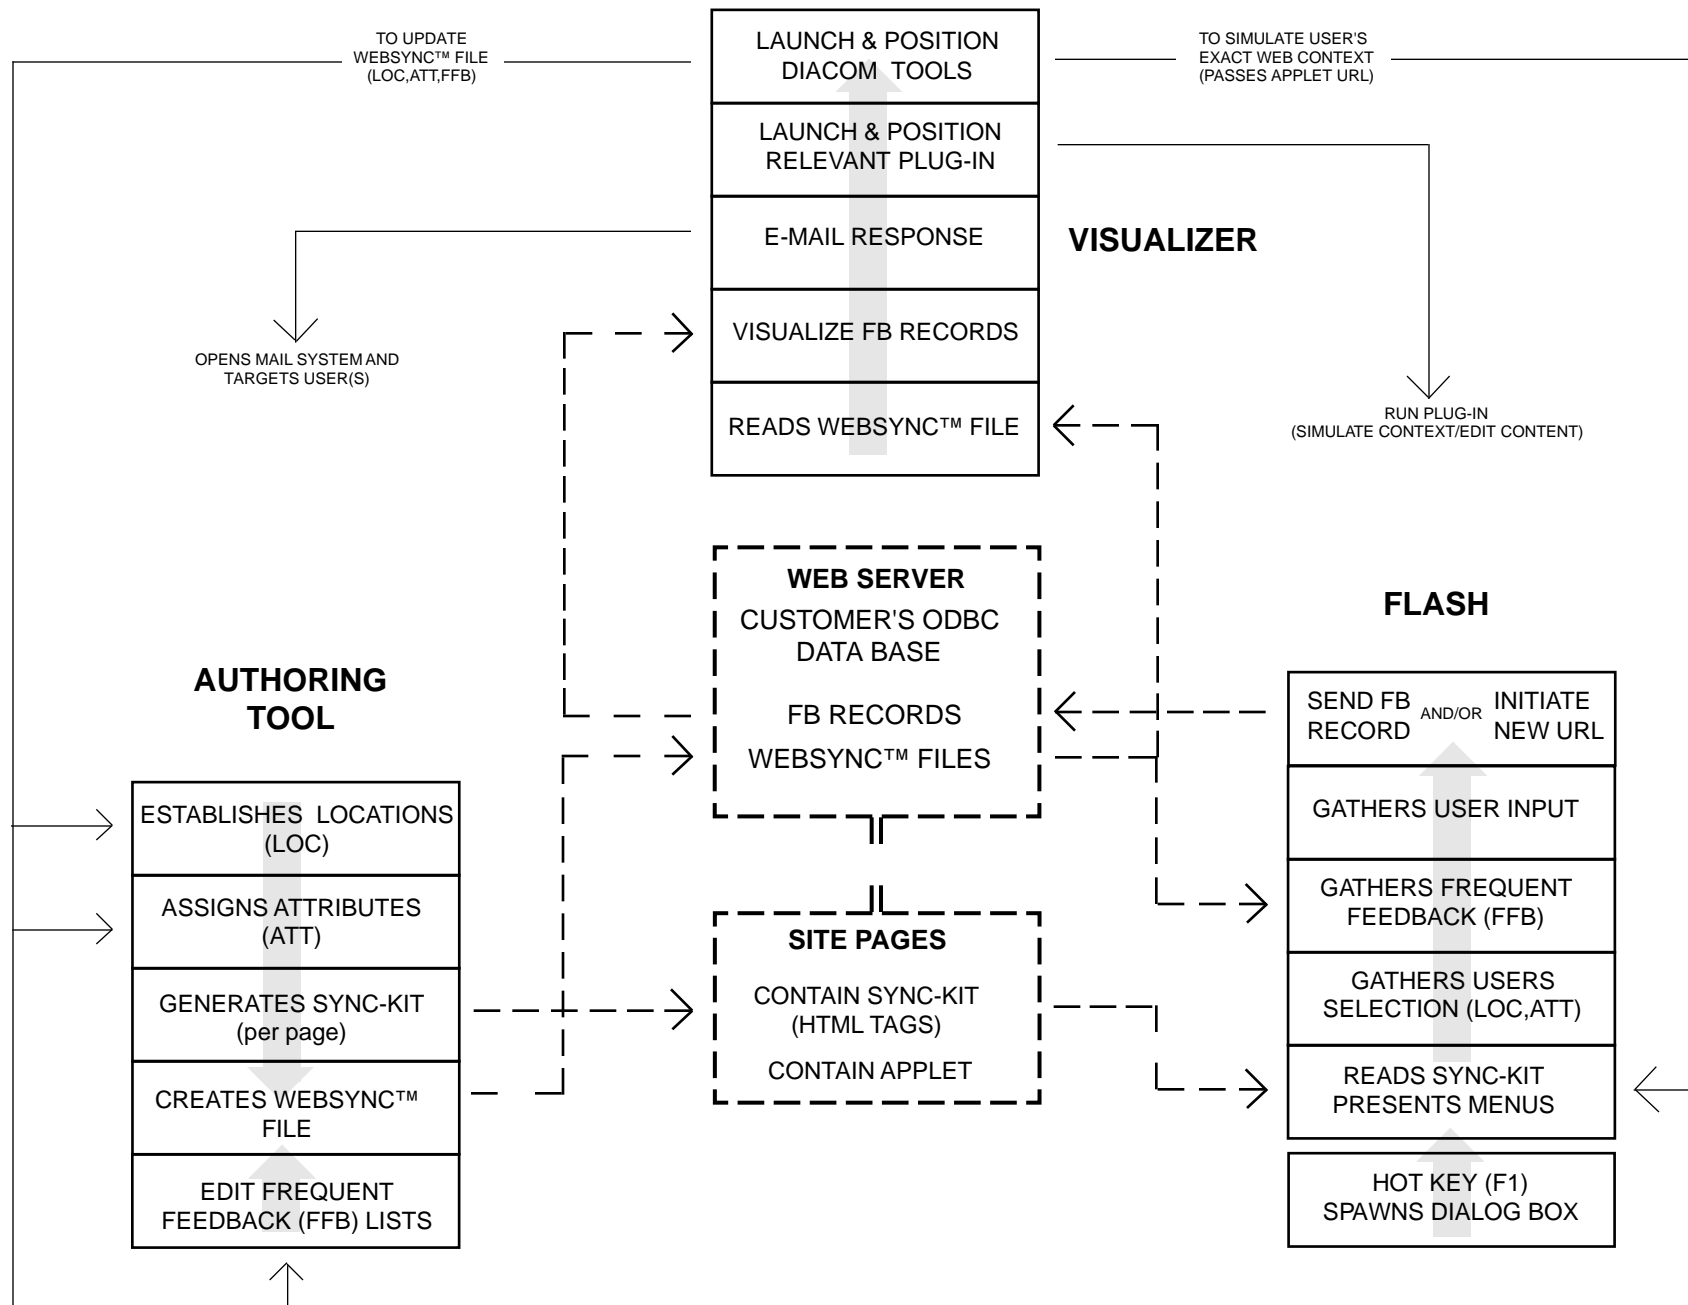 TO UPDATE
WEBSYNC™ FILE
(LOC,ATT,FFB)
LAUNCH & POSITION
DIACOM TOOLS
TO SIMULATE USER'S
EXACT WEB CONTEXT
(PASSES APPLET URL)
LAUNCH & POSITION
RELEVANT PLUG-IN
E-MAIL RESPONSE
VISUALIZER
VISUALIZE FB RECORDS
OPENS MAIL SYSTEM AND
TARGETS USER(S)
READS WEBSYNC™ FILE
RUN PLUG-IN
(SIMULATE CONTEXT/EDIT CONTENT)
WEB SERVER
CUSTOMER'S ODBC
DATA BASE
FB RECORDS
WEBSYNC™ FILES
SITE PAGES
CONTAIN SYNC-KIT
(HTML TAGS)
CONTAIN APPLET
AUTHORING
TOOL
ESTABLISHES LOCATIONS
(LOC)
ASSIGNS ATTRIBUTES
(ATT)
GENERATES SYNC-KIT
(per page)
CREATES WEBSYNC™
FILE
EDIT FREQUENT
FEEDBACK (FFB) LISTS
FLASH
SEND FB AND/OR INITIATE
RECORD NEW URL
GATHERS USER INPUT
GATHERS FREQUENT
FEEDBACK (FFB)
GATHERS USERS
SELECTION (LOC,ATT)
READS SYNC-KIT
PRESENTS MENUS
HOT KEY (F1)
SPAWNS DIALOG BOX